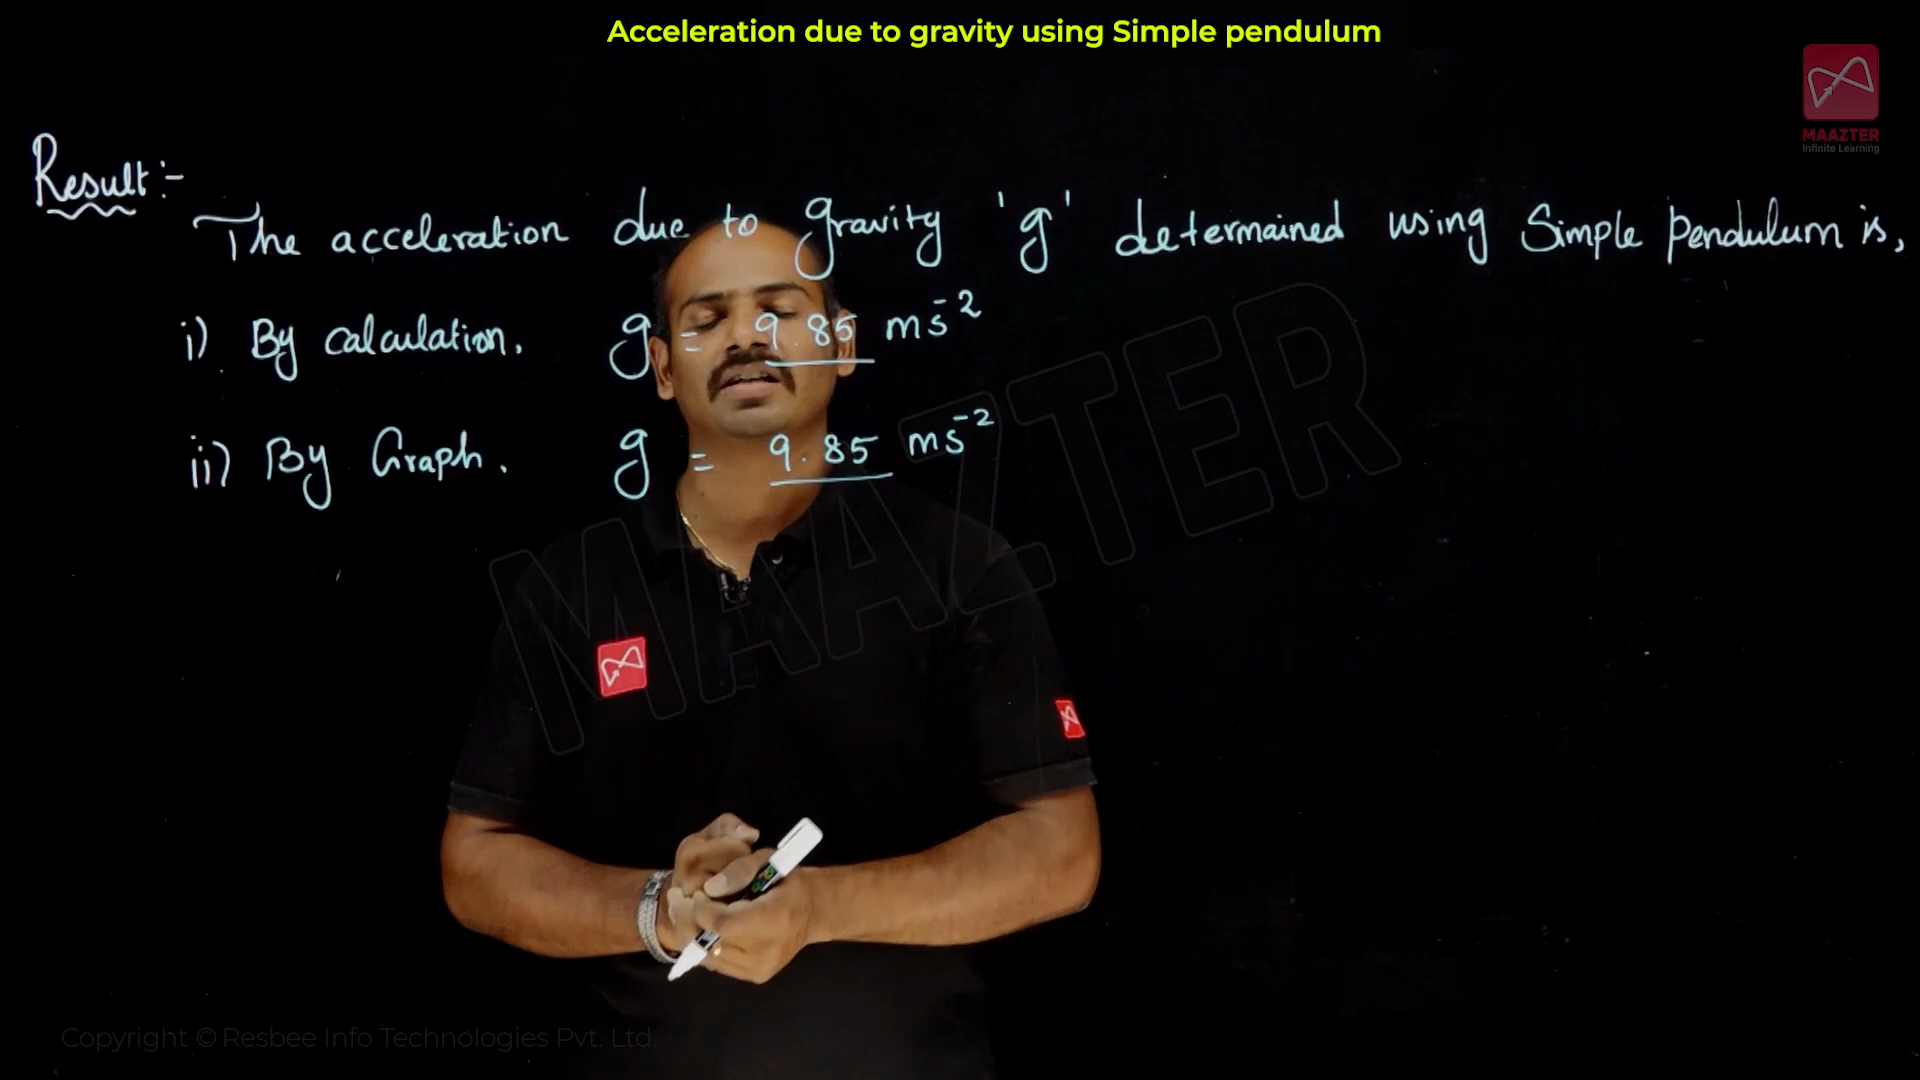 Acceleration due to gravity using Simple pendulum
MAAZTER
Infinite Learning
Result:-
The acceleration due to gravity 'g' determained using Simple Pendulum is,
i) By calculation. g = 9.85 ms⁻²
ii) By Graph. g = 9.85 ms⁻²
MAAZTER
Copyright © Resbee Info Technologies Pvt. Ltd.